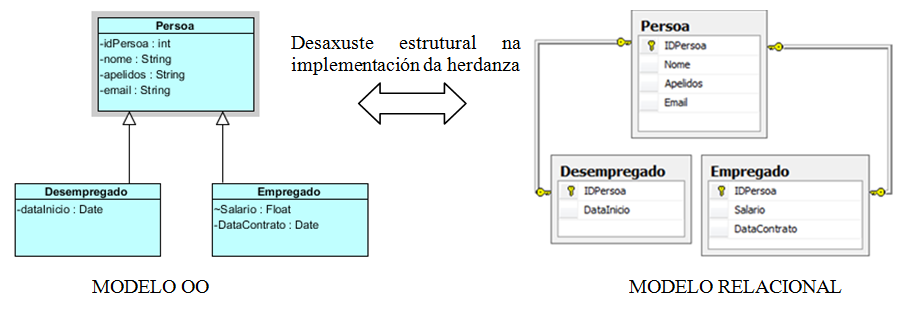 Persoa
-idPersoa : int
-nome : String
-apelidos : String
-email : String
Desempregado
-dataInicio : Date
Empregado
~Salario : Float
-DataContrato : Date
MODELO OO
Desaxuste estrutural na
implementación da herdanza
Persoa
IDPersoa
Nome
Apelidos
Email
Desempregado
IDPersoa
DataInicio
Empregado
IDPersoa
Salario
DataContrato
MODELO RELACIONAL